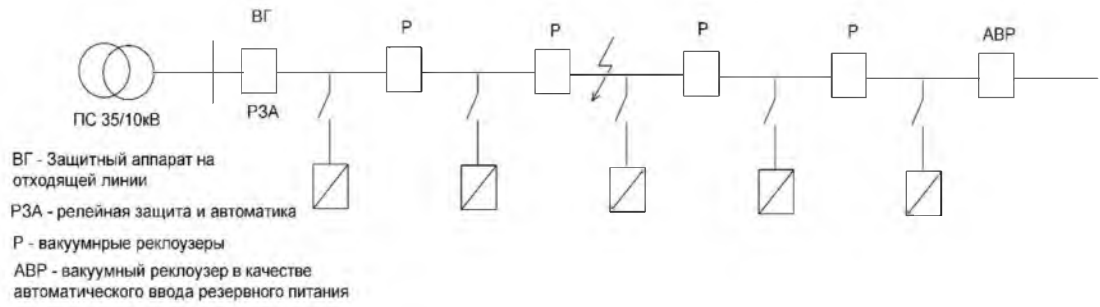 ВГ
Р
Р
Р
Р
АВР
ПС 35/10кВ
РЗА
ВГ - Защитный аппарат на
отходящей линии
РЗА - релейная защита и автоматика
Р - вакуумнрые реклоузеры
АВР - вакуумный реклоузер в качестве
автоматического ввода резервного питания